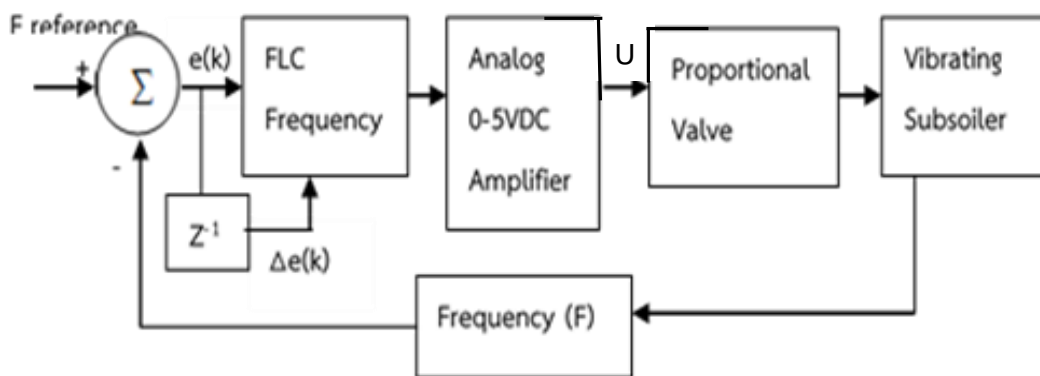 F reference
+
Σ
-
e(k)
FLC
Frequency
Z-1
Δe(k)
Analog
0-5VDC
Amplifier
U
Proportional
Valve
Vibrating
Subsoiler
Frequency (F)